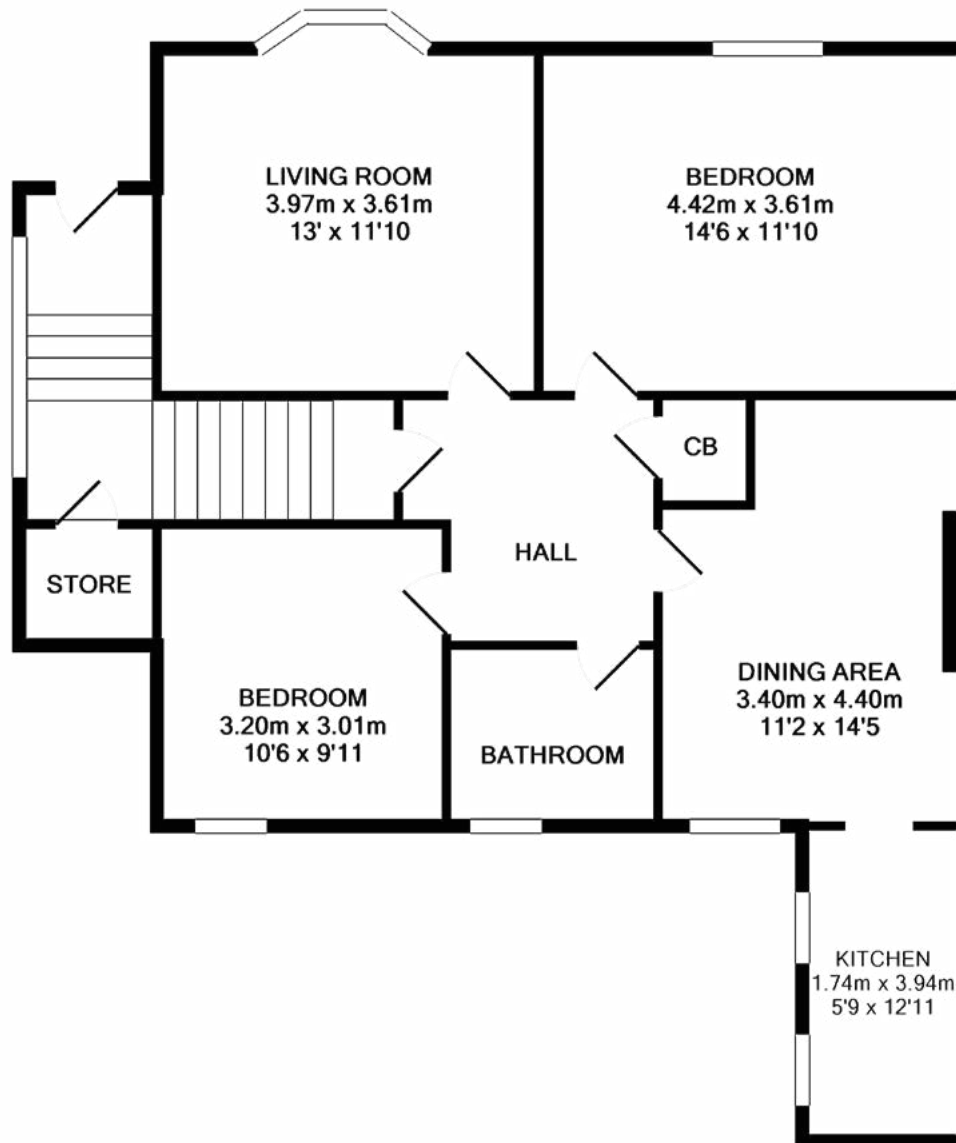 LIVING ROOM
3.97m x 3.61m
13' x 11'10
BEDROOM
4.42m x 3.61m
14'6 x 11'10
CB
HALL
STORE
BEDROOM
3.20m x 3.01m
10'6 x 9'11
BATHROOM
DINING AREA
3.40m x 4.40m
11'2 x 14'5
KITCHEN
1.74m x 3.94m
5'9 x 12'11